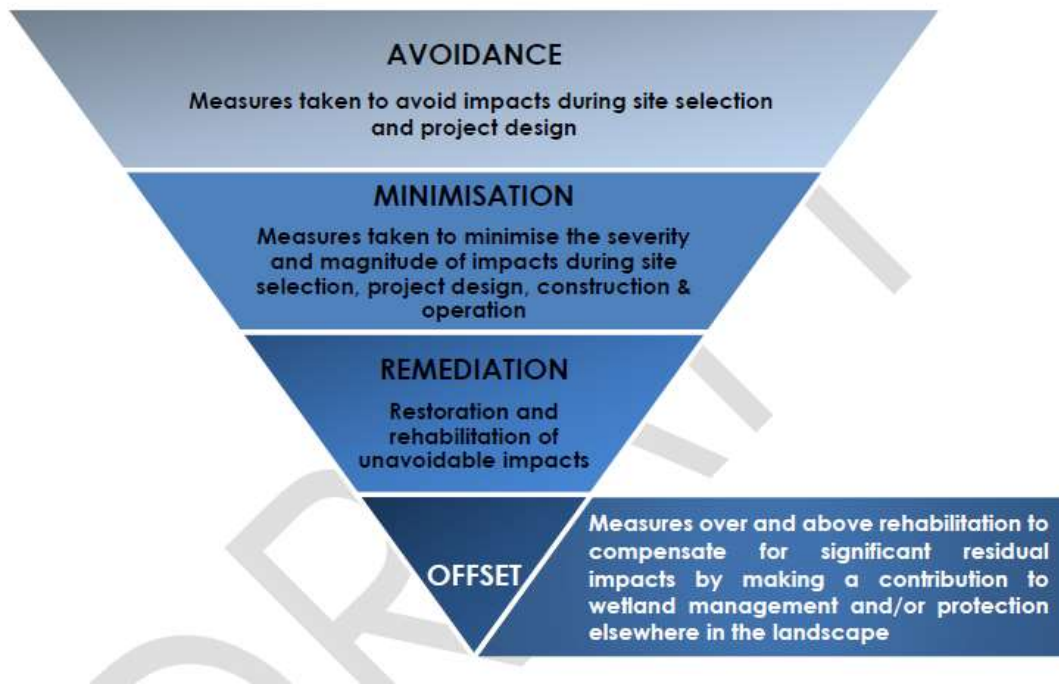 AVOIDANCE
Measures taken to avoid impacts during site selection
and project design
MINIMISATION
Measures taken to minimise the severity
and magnitude of impacts during site
selection, project design, construction &
operation
REMEDIATION
Restoration and
rehabilitation of
unavoidable impacts
OFFSET
Measures over and above rehabilitation to
compensate for significant residual
impacts by making a contribution to
wetland management and/or protection
elsewhere in the landscape